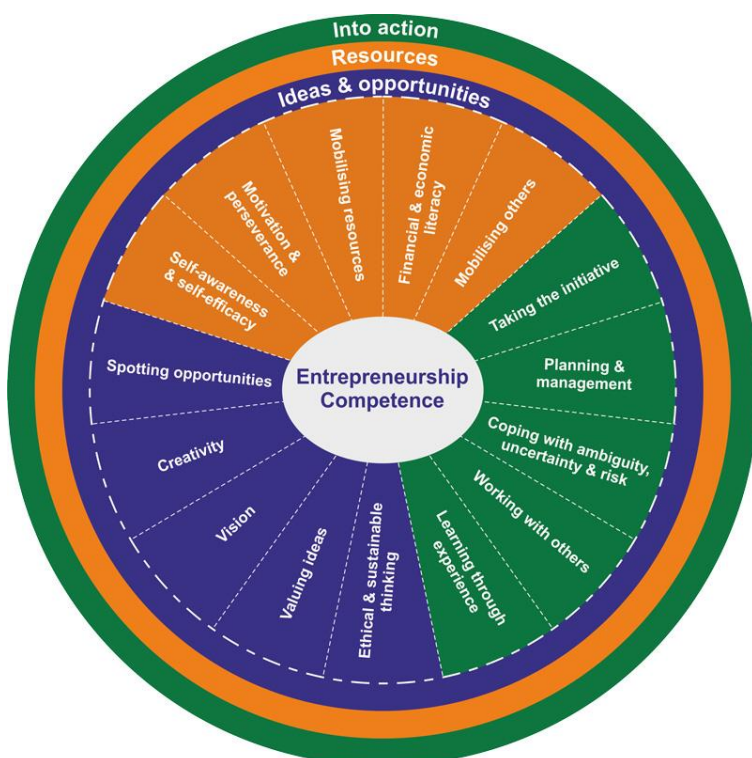 Into action
Resources
Ideas & opportunities
Self-awareness
& self-efficacy
Motivation &
perseverance
Mobilising resources
Financial & economic
literacy
Mobilising others
Taking the initiative
Planning &
management
Coping with ambiguity,
uncertainty & risk
Working with others
Learning through
experience
Ethical & sustainable
thinking
Valuing ideas
Vision
Creativity
Spotting opportunities
Entrepreneurship
Competence